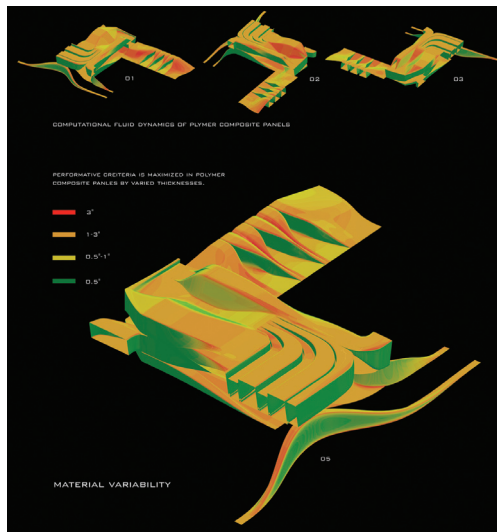 01
02
03
COMPUTATIONAL FLUID DYNAMICS OF PLYMER COMPOSITE PANELS
PERFORMATIVE CREITERIA IS MAXIMIZED IN POLYMER
COMPOSITE PANLES BY VARIED THICKNESSES.
3"
1-3"
0.5"-1"
0.5"
05
MATERIAL VARIABILITY